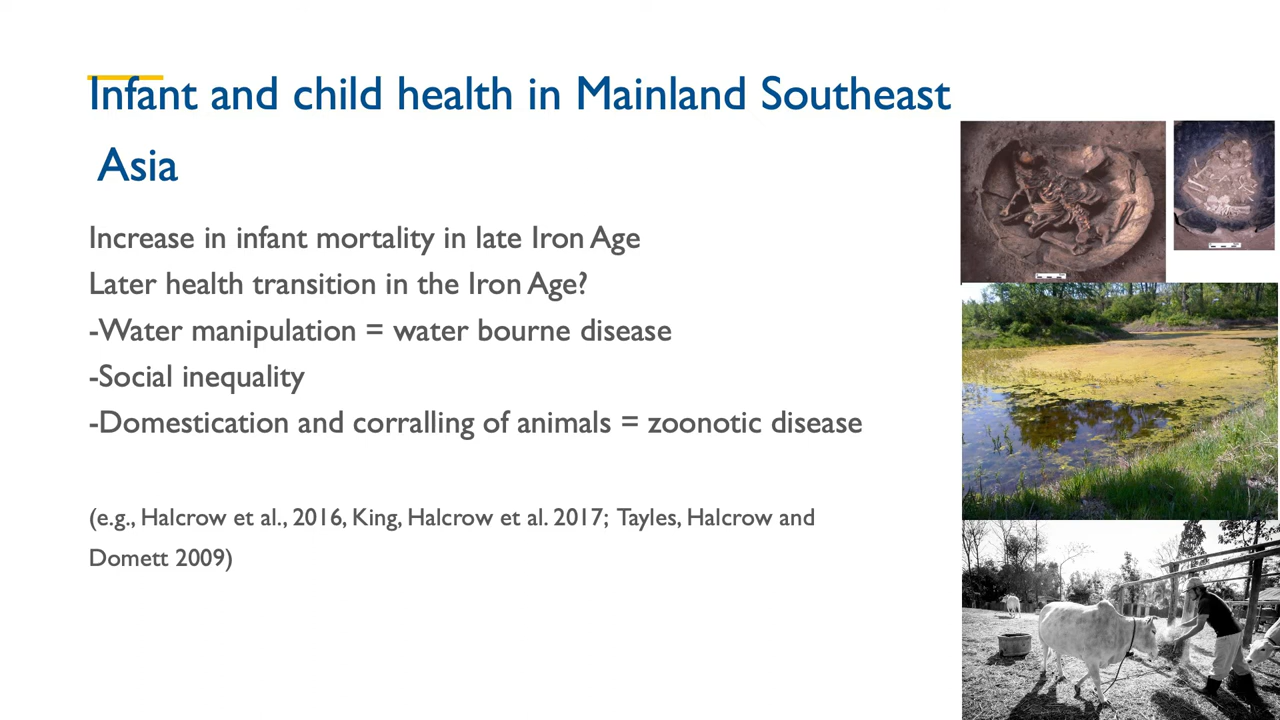 Infant and child health in Mainland Southeast
Asia
Increase in infant mortality in late Iron Age
Later health transition in the Iron Age?
-Water manipulation = water bourne disease
-Social inequality
-Domestication and corralling of animals = zoonotic disease
(e.g., Halcrow et al., 2016, King, Halcrow et al. 2017; Tayles, Halcrow and
Domett 2009)